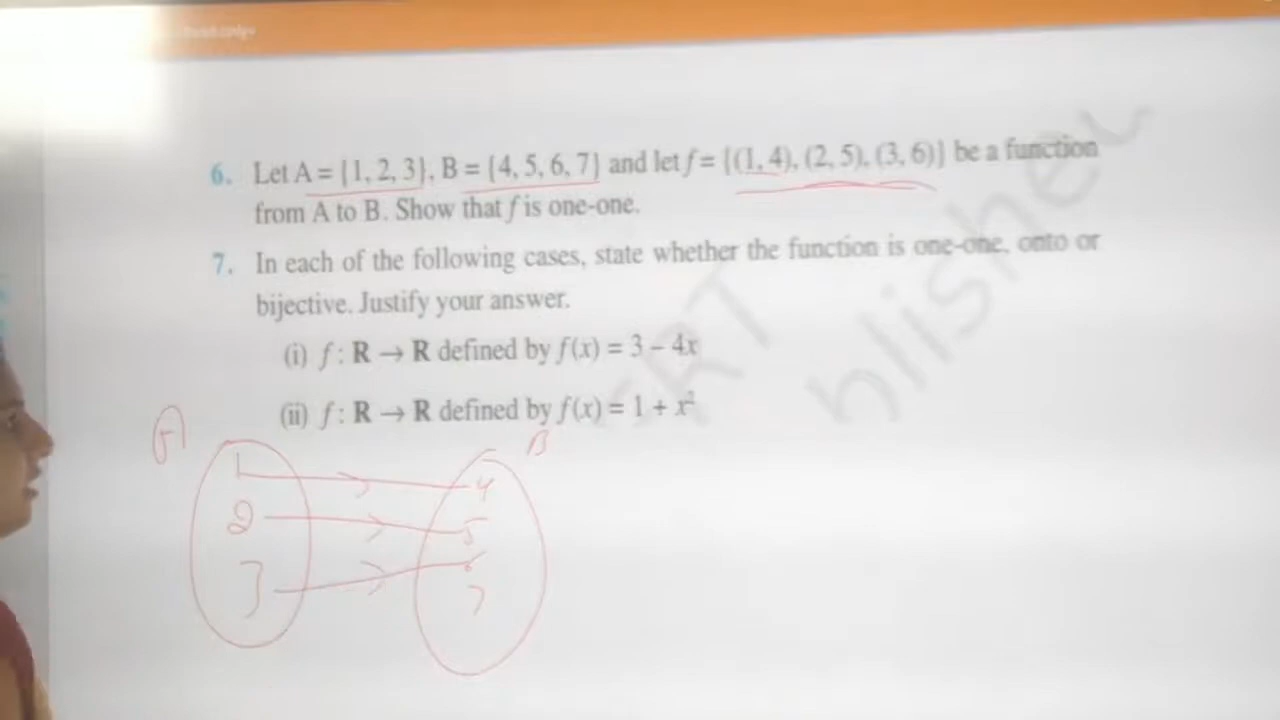 6. Let A = {1, 2, 3}, B = {4, 5, 6, 7} and let f = {(1, 4), (2, 5), (3, 6)} be a function
from A to B. Show that f is one-one.
7. In each of the following cases, state whether the function is one-one, onto or
bijective. Justify your answer.
(i) f : R → R defined by f(x) = 3 – 4x
(ii) f : R → R defined by f(x) = 1 + x²
A B
1 4
2 5
3 6
7